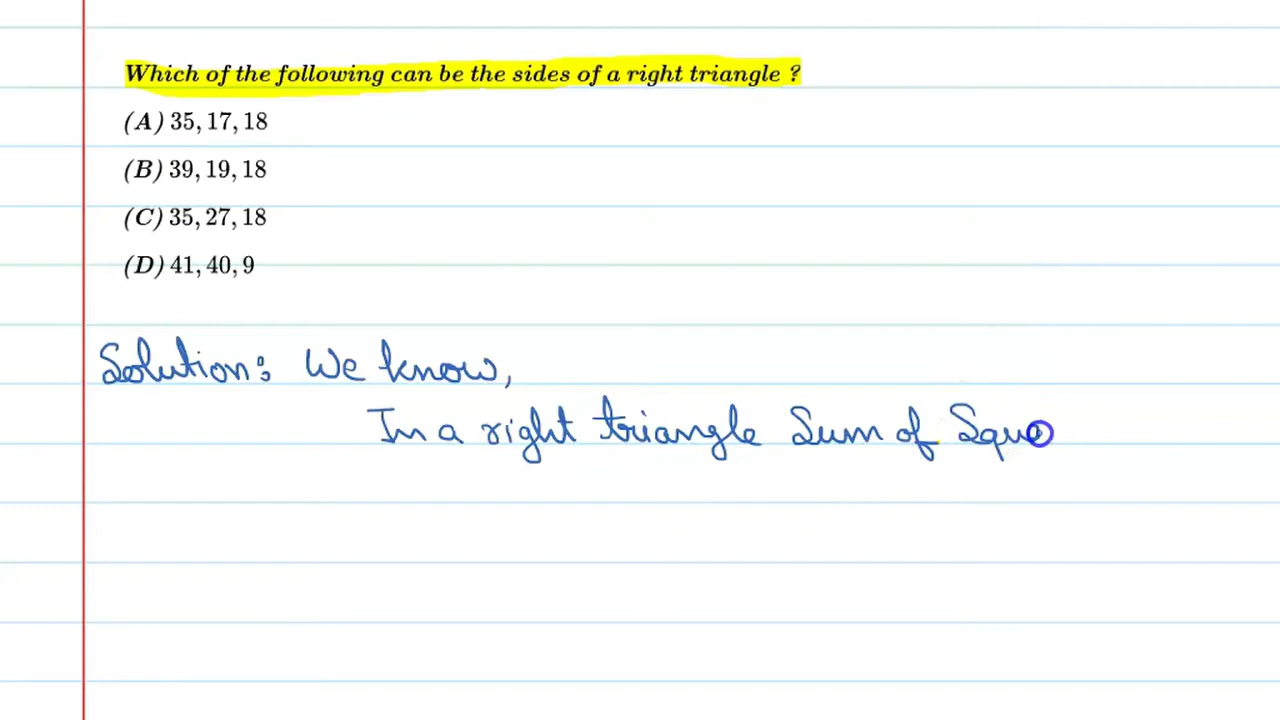 Which of the following can be the sides of a right triangle ?
(A) 35, 17, 18
(B) 39, 19, 18
(C) 35, 27, 18
(D) 41, 40, 9
Solution: We know,
In a right triangle Sum of Squa